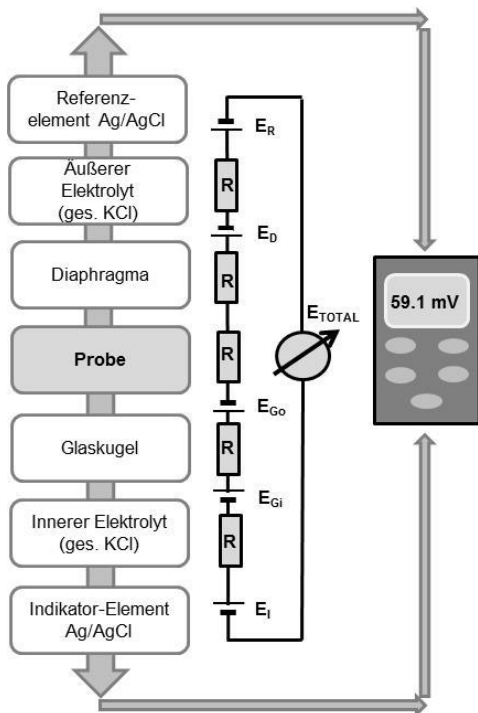 Referenz-
element Ag/AgCl
Äußerer
Elektrolyt
(ges. KCl)
Diaphragma
Probe
Glaskugel
Innerer Elektrolyt
(ges. KCl)
Indikator-Element
Ag/AgCl
E_R
R
E_D
R
R
E_Go
R
E_Gi
R
E_I
E_TOTAL
59.1 mV